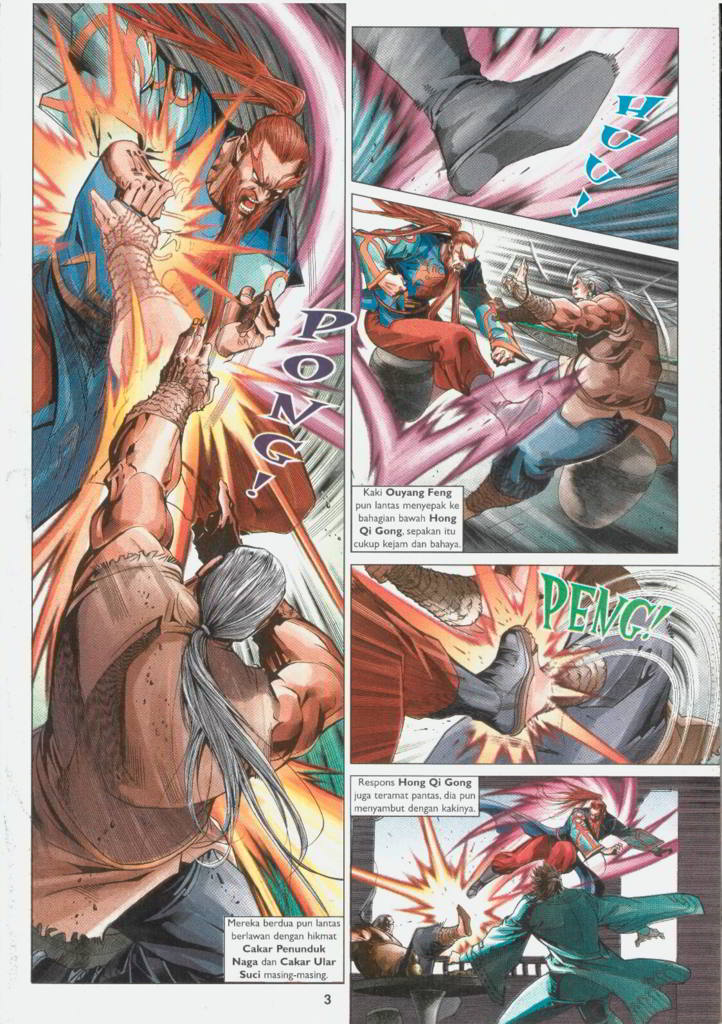 PONG!
Mereka berdua pun lantas
berlawan dengan hikmat
Cakar Penunduk
Naga dan Cakar Ular
Suci masing-masing.
HUU!
Kaki Ouyang Feng
pun lantas menyepak ke
bahagian bawah Hong
Qi Gong, sepakan itu
cukup kejam dan bahaya.
PENG!
Respons Hong Qi Gong
juga teramat pantas, dia pun
menyambut dengan kakinya.
3